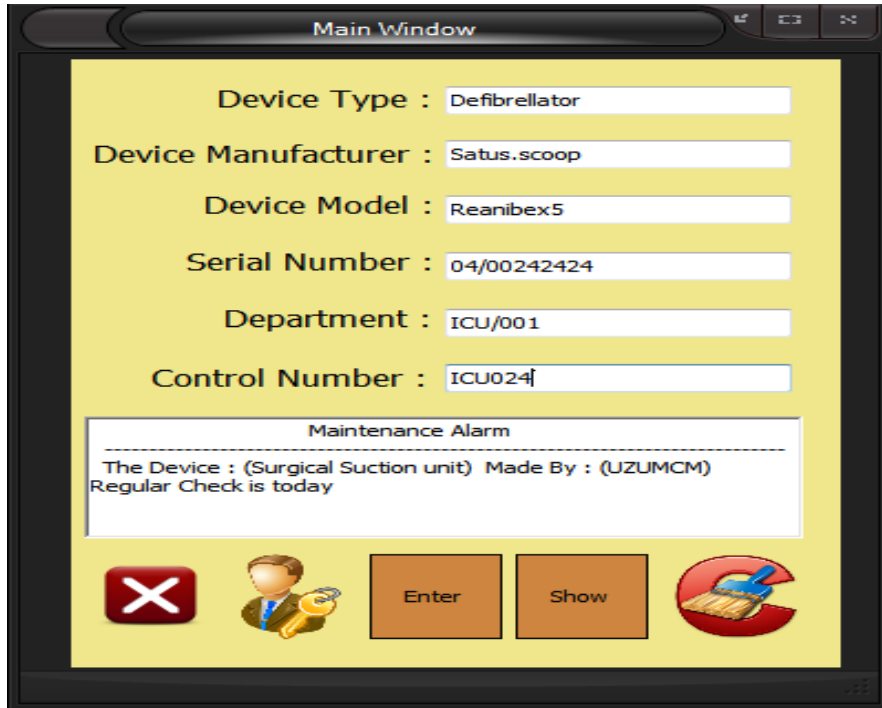 Main Window
Device Type : Defibrellator
Device Manufacturer : Satus.scoop
Device Model : Reanibex5
Serial Number : 04/00242424
Department : ICU/001
Control Number : ICU024
Maintenance Alarm
--------------------------------------------------------------------------------
The Device : (Surgical Suction unit) Made By : (UZUMCM)
Regular Check is today
Enter Show